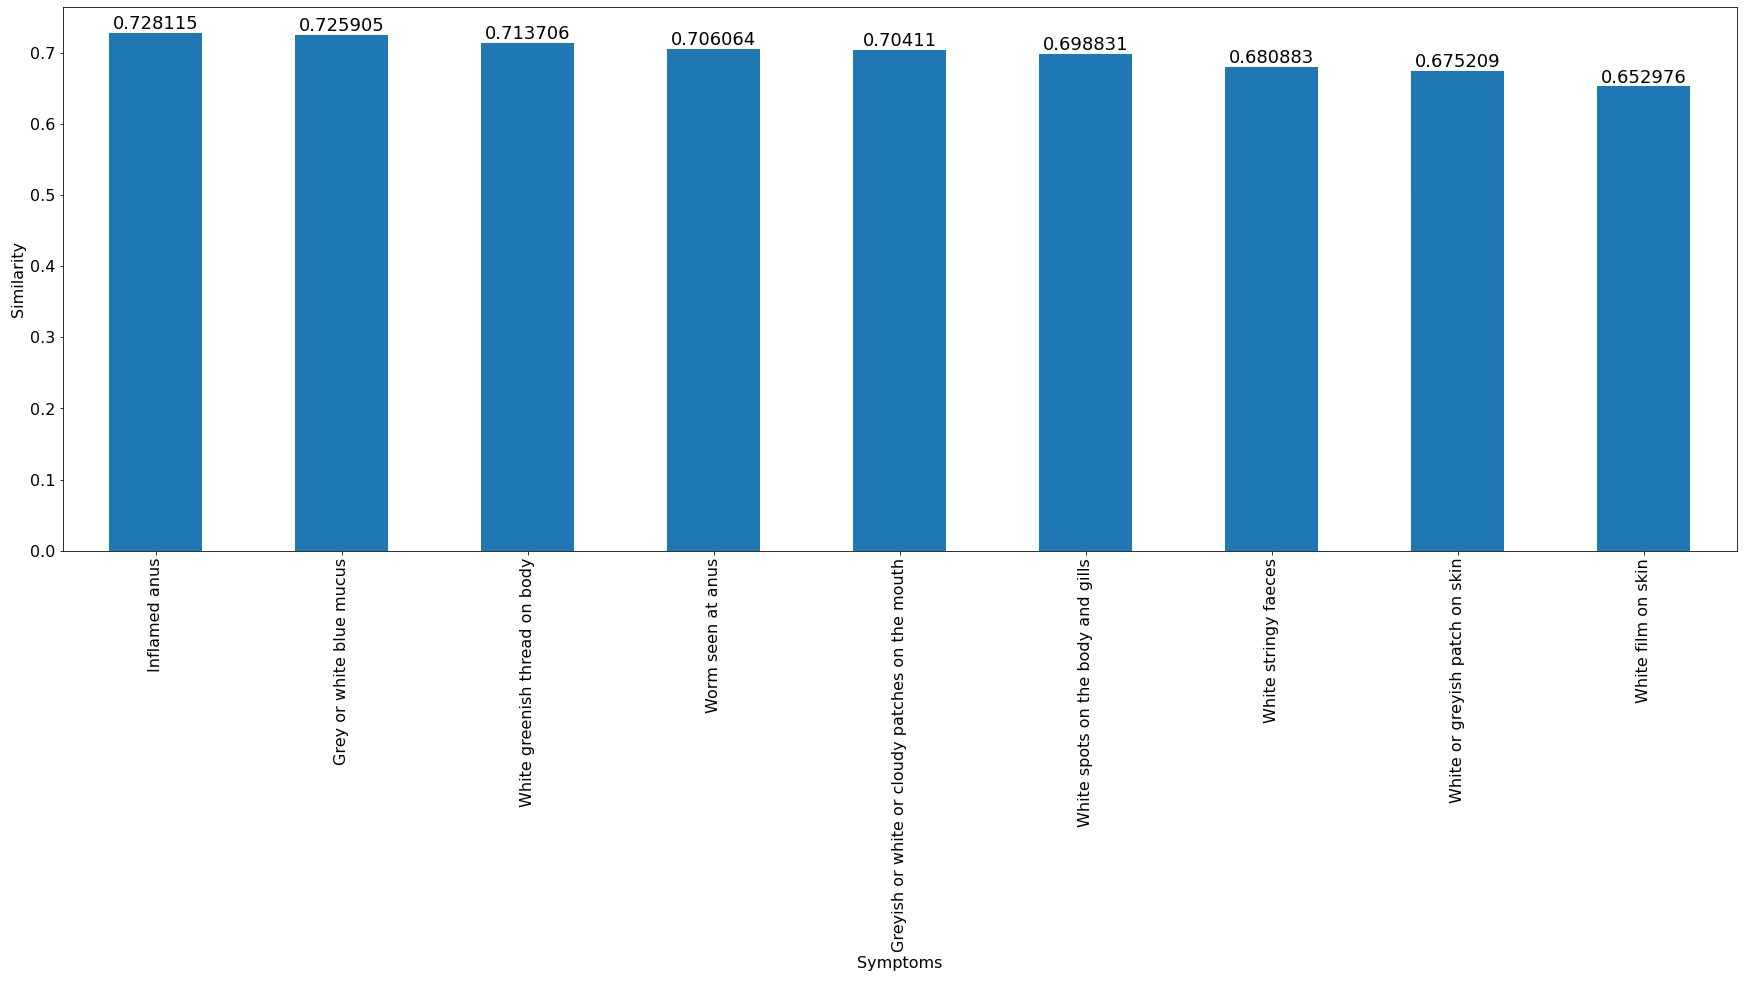 0.728115
0.725905
0.713706
0.706064
0.70411
0.698831
0.680883
0.675209
0.652976
0.7
0.6
0.5
0.4
0.3
0.2
0.1
0.0
Similarity
Inflamed anus
Grey or white blue mucus
White greenish thread on body
Worm seen at anus
Greyish or white or cloudy patches on the mouth
White spots on the body and gills
White stringy faeces
White or greyish patch on skin
White film on skin
Symptoms